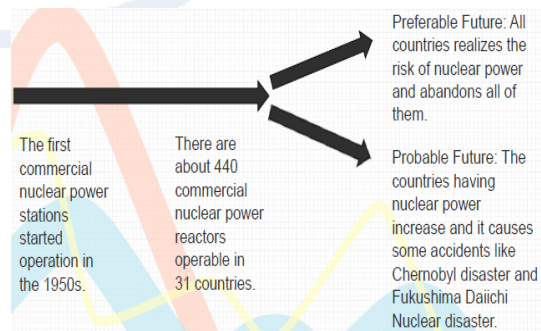 The first
commercial
nuclear power
stations
started
operation in
the 1950s.
There are
about 440
commercial
nuclear power
reactors
operable in
31 countries.
Preferable Future: All
countries realizes the
risk of nuclear power
and abandons all of
them.
Probable Future: The
countries having
nuclear power
increase and it causes
some accidents like
Chernobyl disaster and
Fukushima Daiichi
Nuclear disaster.